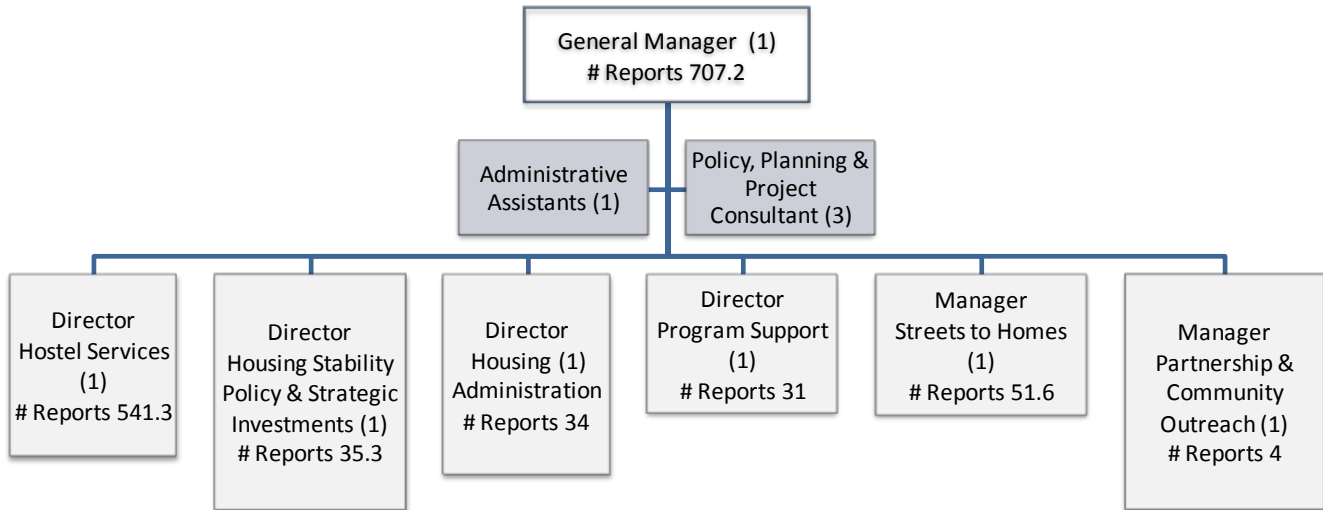 General Manager (1)
# Reports 707.2
Administrative
Assistants (1)
Policy, Planning &
Project
Consultant (3)
Director
Hostel Services
(1)
# Reports 541.3
Director
Housing Stability
Policy & Strategic
Investments (1)
# Reports 35.3
Director
Housing (1)
Administration
# Reports 34
Director
Program Support
(1)
# Reports 31
Manager
Streets to Homes
(1)
# Reports 51.6
Manager
Partnership &
Community
Outreach (1)
# Reports 4